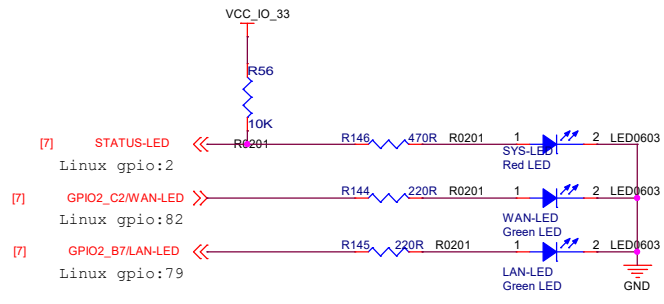 VCC_IO_33
R56
10K
R0201
[7] STATUS-LED R146 470R R0201 1 2 LED0603
SYS-LED
Red LED
Linux gpio:2
[7] GPIO2_C2/WAN-LED R144 220R R0201 1 2 LED0603
WAN-LED
Green LED
Linux gpio:82
[7] GPIO2_B7/LAN-LED R145 220R R0201 1 2 LED0603
LAN-LED
Green LED
Linux gpio:79
GND